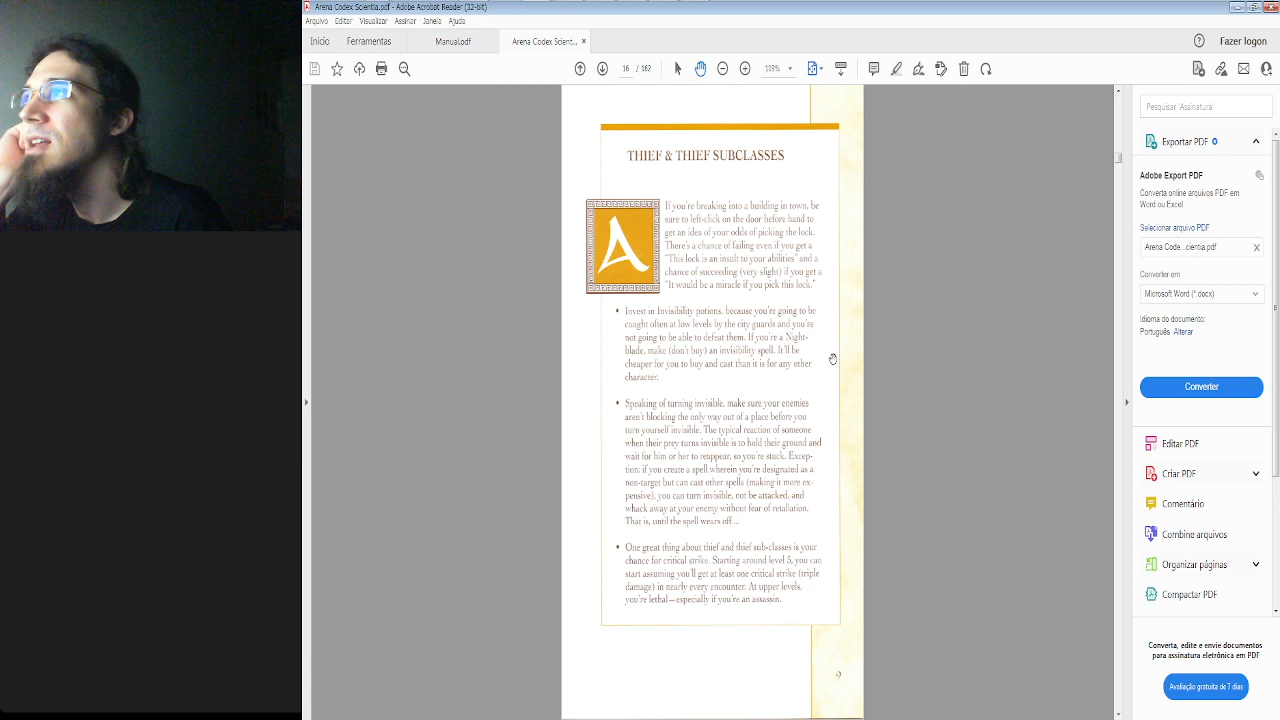 Arena Codex Scientia.pdf - Adobe Acrobat Reader (32-bit)
Arquivo Editar Visualizar Assinar Janela Ajuda
Início Ferramentas Manual.pdf Arena Codex Scient... × Fazer logon
16 / 162 103%
THIEF & THIEF SUBCLASSES
A
If you're breaking into a building in town, be
sure to left-click on the door before hand to
get an idea of your odds of picking the lock.
There's a chance of failing even if you get a
"This lock is an insult to your abilities" and a
chance of succeeding (very slight) if you get a
"It would be a miracle if you pick this lock."
• Invest in Invisibility potions, because you're going to be
caught often at low levels by the city guards and you're
not going to be able to defeat them. If you're a Night-
blade, make (don't buy) an invisibility spell. It'll be
cheaper for you to buy and cast than it is for any other
character.
• Speaking of turning invisible, make sure your enemies
aren't blocking the only way out of a place before you
turn yourself invisible. The typical reaction of someone
when their prey turns invisible is to hold their ground and
wait for him or her to reappear, so you're stuck. Excep-
tion: if you create a spell wherein you're designated as a
non-target but can cast other spells (making it more ex-
pensive), you can turn invisible, not be attacked, and
whack away at your enemy without fear of retaliation.
That is, until the spell wears off ...
• One great thing about thief and thief sub-classes is your
chance for critical strike. Starting around level 5, you can
start assuming you'll get at least one critical strike (triple
damage) in nearly every encounter. At upper levels,
you're lethal—especially if you're an assassin.
9
Pesquisar 'Assinatura'
Exportar PDF
Adobe Export PDF
Converta online arquivos PDF em
Word ou Excel
Selecionar arquivo PDF
Arena Code...cientia.pdf X
Converter em
Microsoft Word (*.docx)
Idioma do documento:
Português Alterar
Converter
Editar PDF
Criar PDF
Comentário
Combine arquivos
Organizar páginas
Compactar PDF
Converta, edite e envie documentos
para assinatura eletrônica em PDF
Avaliação gratuita de 7 dias